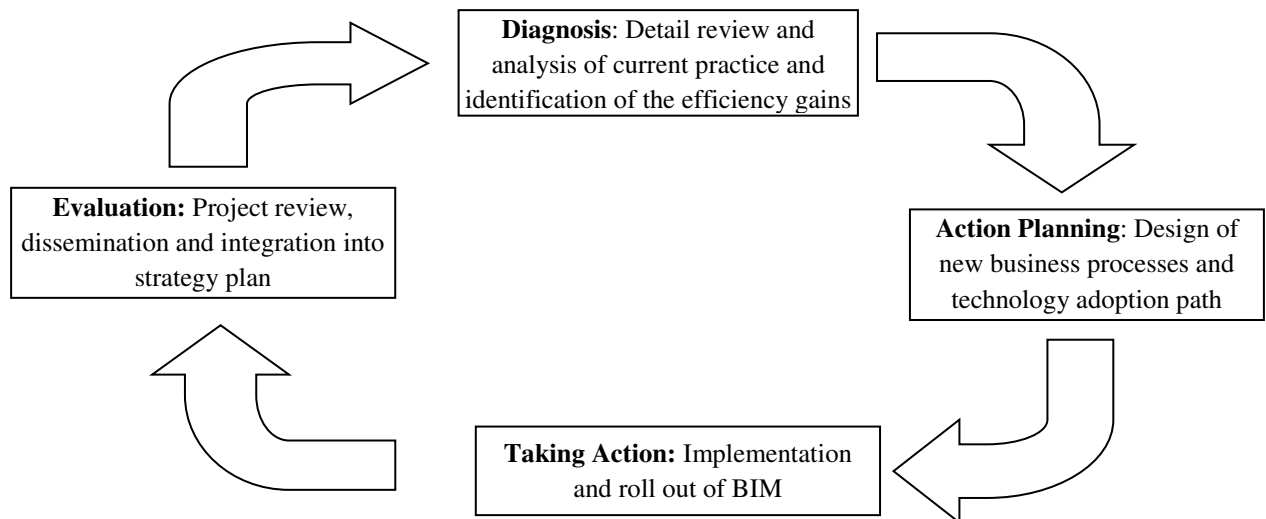 Diagnosis: Detail review and
analysis of current practice and
identification of the efficiency gains
Evaluation: Project review,
dissemination and integration into
strategy plan
Action Planning: Design of
new business processes and
technology adoption path
Taking Action: Implementation
and roll out of BIM